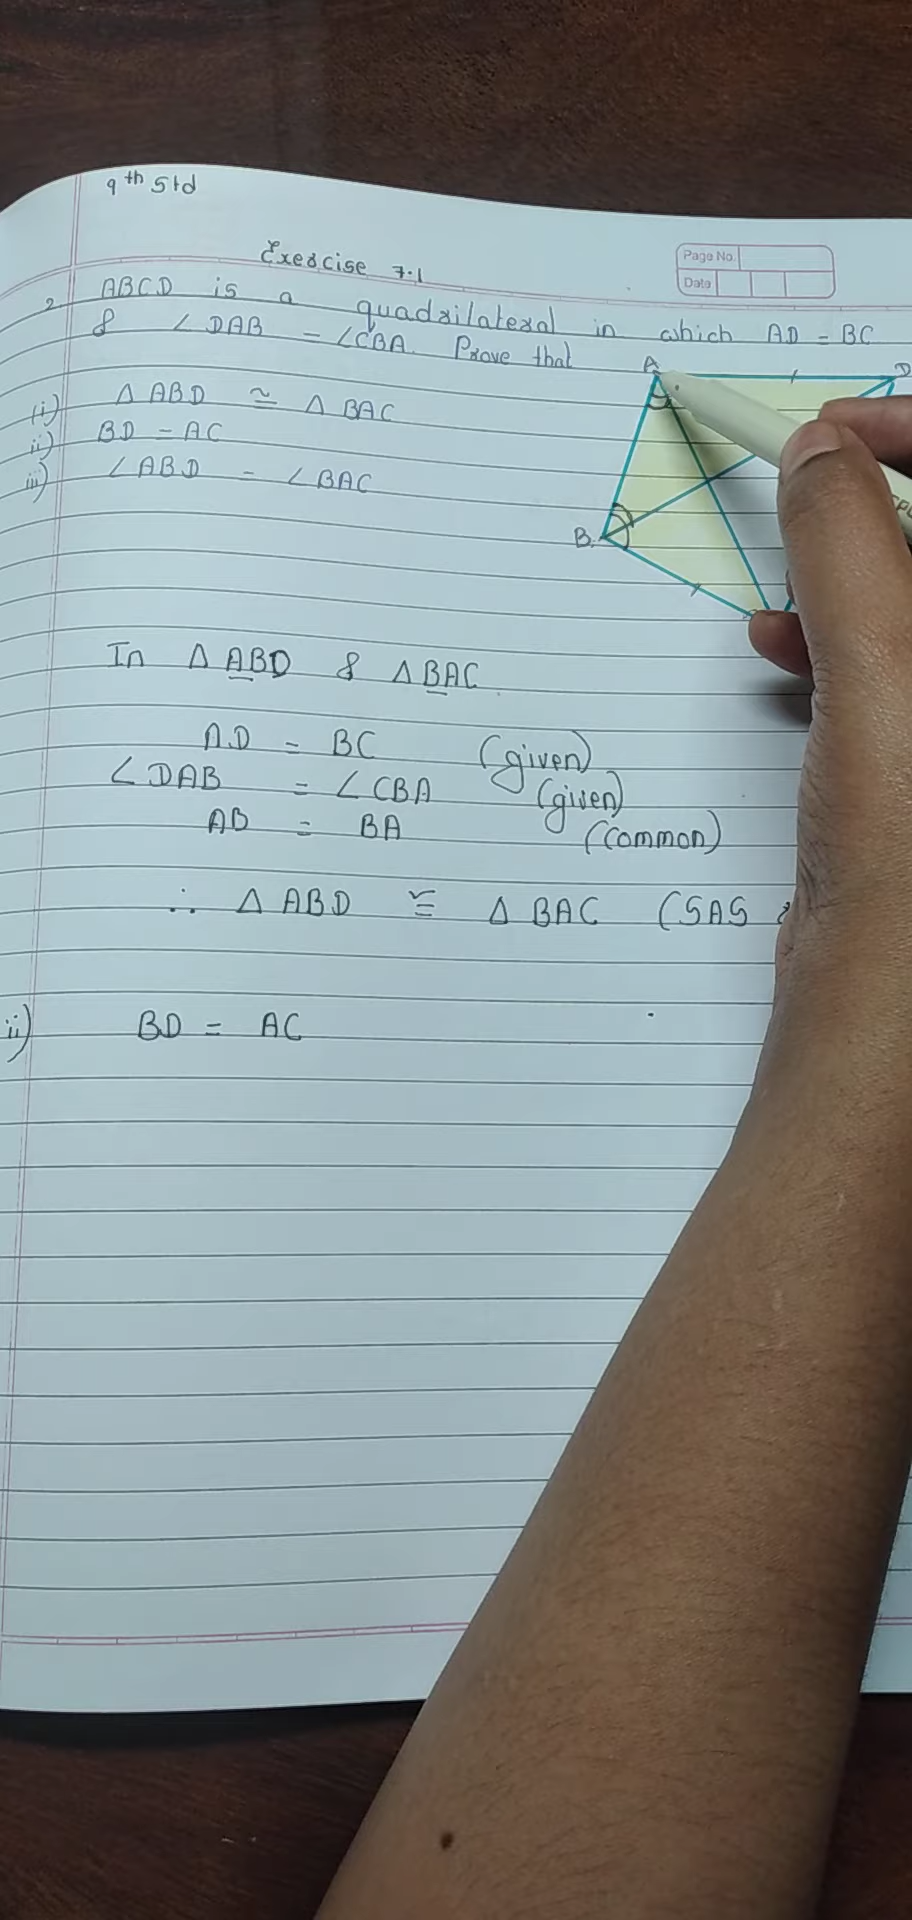 9th Std
Exercise 7.1
Page No.
Date
2. ABCD is a quadrilateral in which AD = BC
& ∠DAB = ∠CBA. Prove that
(i) △ ABD ≅ △ BAC
ii) BD = AC
iii) ∠ABD = ∠BAC
A
D
B
In △ ABD & △ BAC
AD = BC (given)
∠DAB = ∠CBA (given)
AB = BA (common)
∴ △ ABD ≅ △ BAC (SAS
ii) BD = AC